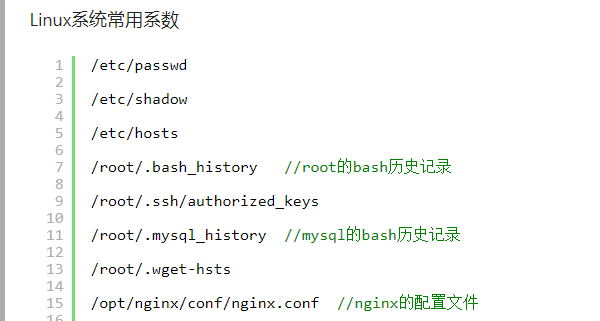 Linux系统常用系数
1 /etc/passwd
2
3 /etc/shadow
4
5 /etc/hosts
6
7 /root/.bash_history   //root的bash历史记录
8
9 /root/.ssh/authorized_keys
10
11 /root/.mysql_history  //mysql的bash历史记录
12
13 /root/.wget-hsts
14
15 /opt/nginx/conf/nginx.conf  //nginx的配置文件
16